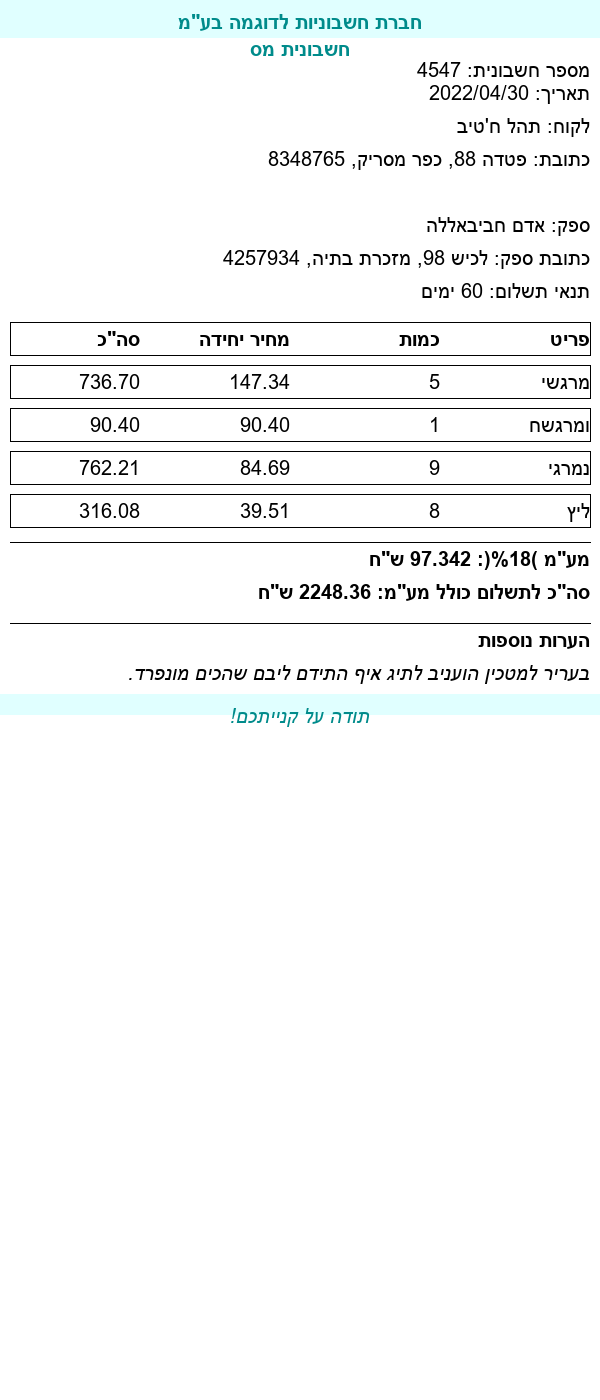 חברת חשבוניות לדוגמה בע"מ
חשבונית מס
מספר חשבונית: 4547
תאריך: 2022/04/30
לקוח: תהל ח'טיב
כתובת: פטדה 88, כפר מסריק, 8348765
ספק: אדם חביבאללה
כתובת ספק: לכיש 98, מזכרת בתיה, 4257934
תנאי תשלום: 60 ימים
פריט כמות מחיר יחידה סה"כ
מרגשי 5 147.34 736.70
ומרגשח 1 90.40 90.40
נמרגי 9 84.69 762.21
ליץ 8 39.51 316.08
מע"מ )18%(: 97.342 ש"ח
סה"כ לתשלום כולל מע"מ: 2248.36 ש"ח
הערות נוספות
בעריר למטכין הועניב לתיג איף התידם ליבם שהכים מונפרד.
תודה על קנייתכם!